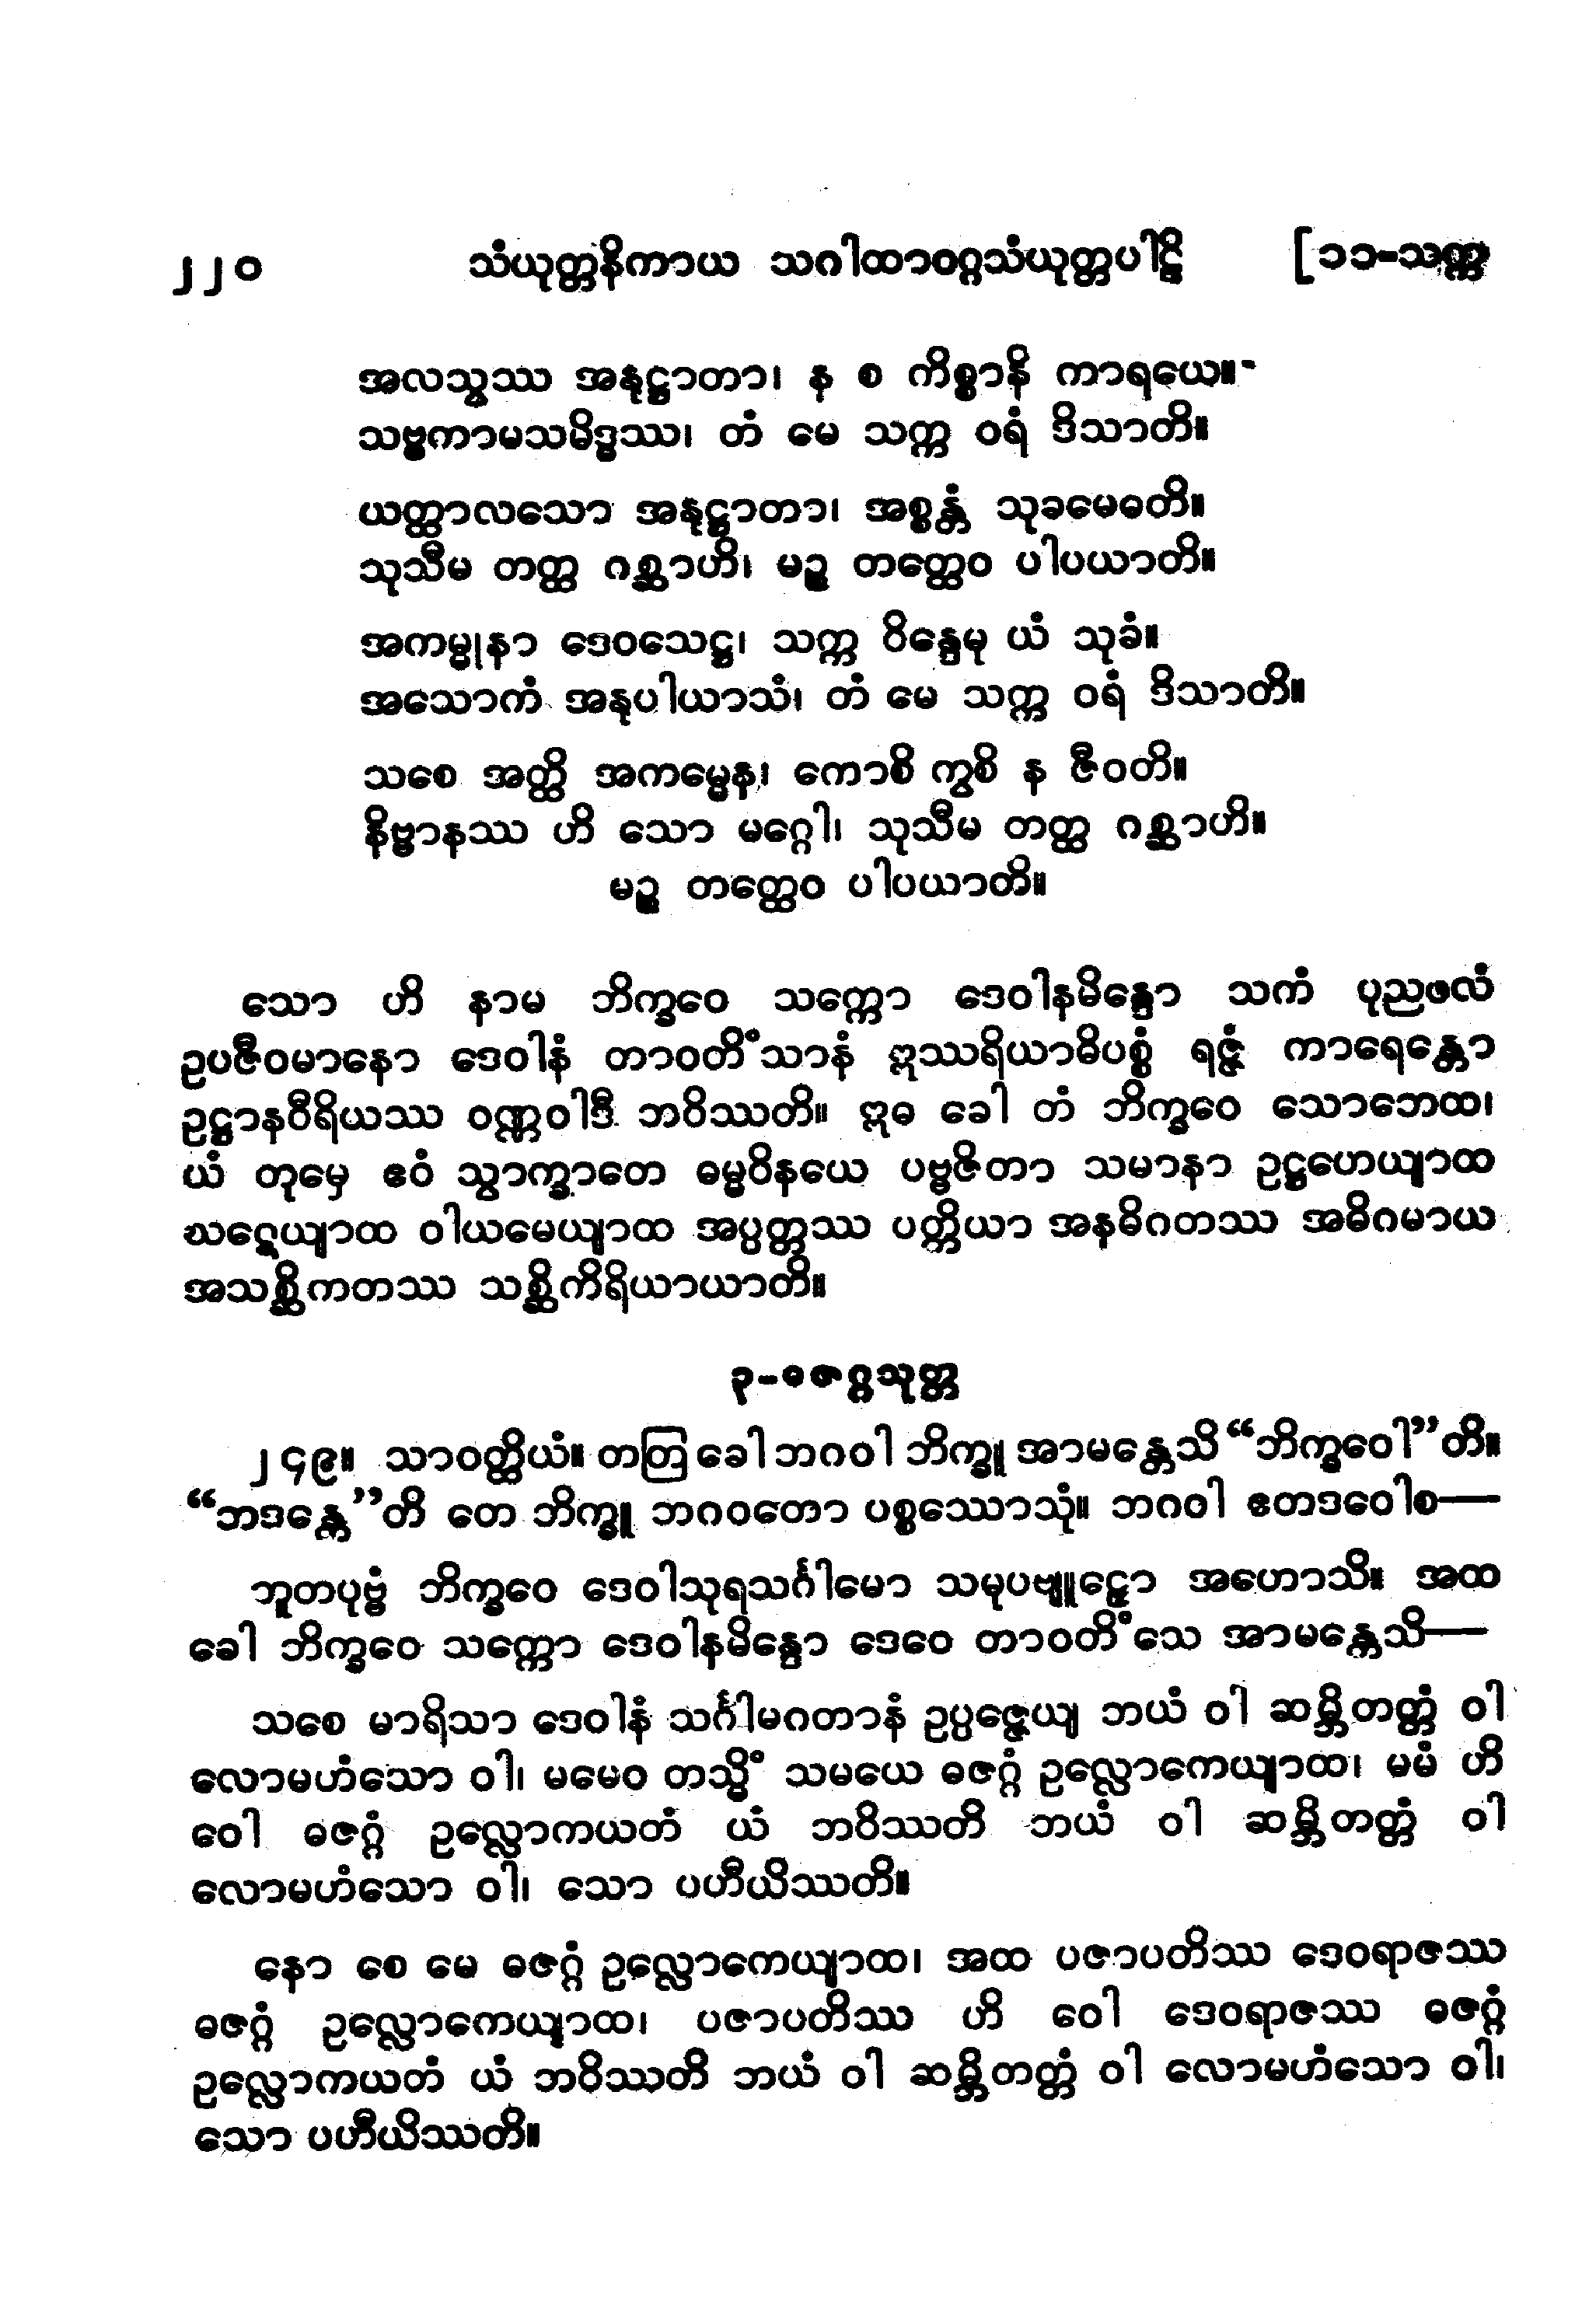 ၂၂၀ သံယုတ္တနိကာယ သဂါထာဝဂ္ဂသံယုတ္တပါဠိ [၁၁-သက္က
အလသွဿ အနုဋ္ဌာတာ၊ န စ ကိစ္စာနိ ကာရယေ။
သဗ္ဗကာမသမိဒ္ဓဿ၊ တံ မေ သက္က ဝရံ ဒိသာတိ။
ယတ္ထာလသော အနုဋ္ဌာတာ၊ အစ္စန္တံ သုခမေဓတိ။
သုသီမ တတ္ထ ဂစ္ဆာဟိ၊ မဉ္စ တတ္ထေဝ ပါပယာတိ။
အကမ္မုနာ ဒေဝသေဋ္ဌ၊ သက္က ဝိန္ဒေမု ယံ သုခံ။
အသောကံ အနုပါယာသံ၊ တံ မေ သက္က ဝရံ ဒိသာတိ။
သစေ အတ္ထိ အကမ္မေန၊ ကောစိ ကွစိ န ဇီဝတိ။
နိဗ္ဗာနဿ ဟိ သော မဂ္ဂေါ၊ သုသီမ တတ္ထ ဂစ္ဆာဟိ။
မဉ္စ တတ္ထေဝ ပါပယာတိ။
သော ဟိ နာမ ဘိက္ခဝေ သက္ကော ဒေဝါနမိန္ဒော သကံ ပုညဖလံ
ဥပဇီဝမာနော ဒေဝါနံ တာဝတိံသာနံ ဣဿရိယာဓိပစ္စံ ရဇ္ဇံ ကာရေန္တော
ဥဋ္ဌာနဝီရိယဿ ဝဏ္ဏဝါဒီ ဘဝိဿတိ။ ဣဓ ခေါ တံ ဘိက္ခဝေ သောဘေထ၊
ယံ တုမှေ ဧဝံ သွာက္ခာတေ ဓမ္မဝိနယေ ပဗ္ဗဇိတာ သမာနာ ဥဋ္ဌဟေယျာထ
ဃဋေယျာထ ဝါယမေယျာထ အပ္ပတ္တဿ ပတ္တိယာ အနဓိဂတဿ အဓိဂမာယ
အသစ္ဆိကတဿ သစ္ဆိကိရိယာယာတိ။
၃-ဓဇဂ္ဂသုတ္တ
၂၄၉။ သာဝတ္ထိယံ။ တတြ ခေါ ဘဂဝါ ဘိက္ခူ အာမန္တေသိ “ဘိက္ခဝေါ”တိ။
“ဘဒန္တေ”တိ တေ ဘိက္ခူ ဘဂဝတော ပစ္စဿောသုံ။ ဘဂဝါ ဧတဒဝေါစ—
ဘူတပုဗ္ဗံ ဘိက္ခဝေ ဒေဝါသုရသင်္ဂါမော သမုပဗျူဠှော အဟောသိ။ အထ
ခေါ ဘိက္ခဝေ သက္ကော ဒေဝါနမိန္ဒော ဒေဝေ တာဝတိံသေ အာမန္တေသိ—
သစေ မာရိသာ ဒေဝါနံ သင်္ဂါမဂတာနံ ဥပ္ပဇ္ဇေယျ ဘယံ ဝါ ဆမ္ဘိတတ္တံ ဝါ
လောမဟံသော ဝါ၊ မမေဝ တသ္မိံ သမယေ ဓဇဂ္ဂံ ဥလ္လောကေယျာထ၊ မမံ ဟိ
ဝေါ ဓဇဂ္ဂံ ဥလ္လောကယတံ ယံ ဘဝိဿတိ ဘယံ ဝါ ဆမ္ဘိတတ္တံ ဝါ
လောမဟံသော ဝါ၊ သော ပဟီယိဿတိ။
နော စေ မေ ဓဇဂ္ဂံ ဥလ္လောကေယျာထ၊ အထ ပဇာပတိဿ ဒေဝရာဇဿ
ဓဇဂ္ဂံ ဥလ္လောကေယျာထ၊ ပဇာပတိဿ ဟိ ဝေါ ဒေဝရာဇဿ ဓဇဂ္ဂံ
ဥလ္လောကယတံ ယံ ဘဝိဿတိ ဘယံ ဝါ ဆမ္ဘိတတ္တံ ဝါ လောမဟံသော ဝါ၊
သော ပဟီယိဿတိ။